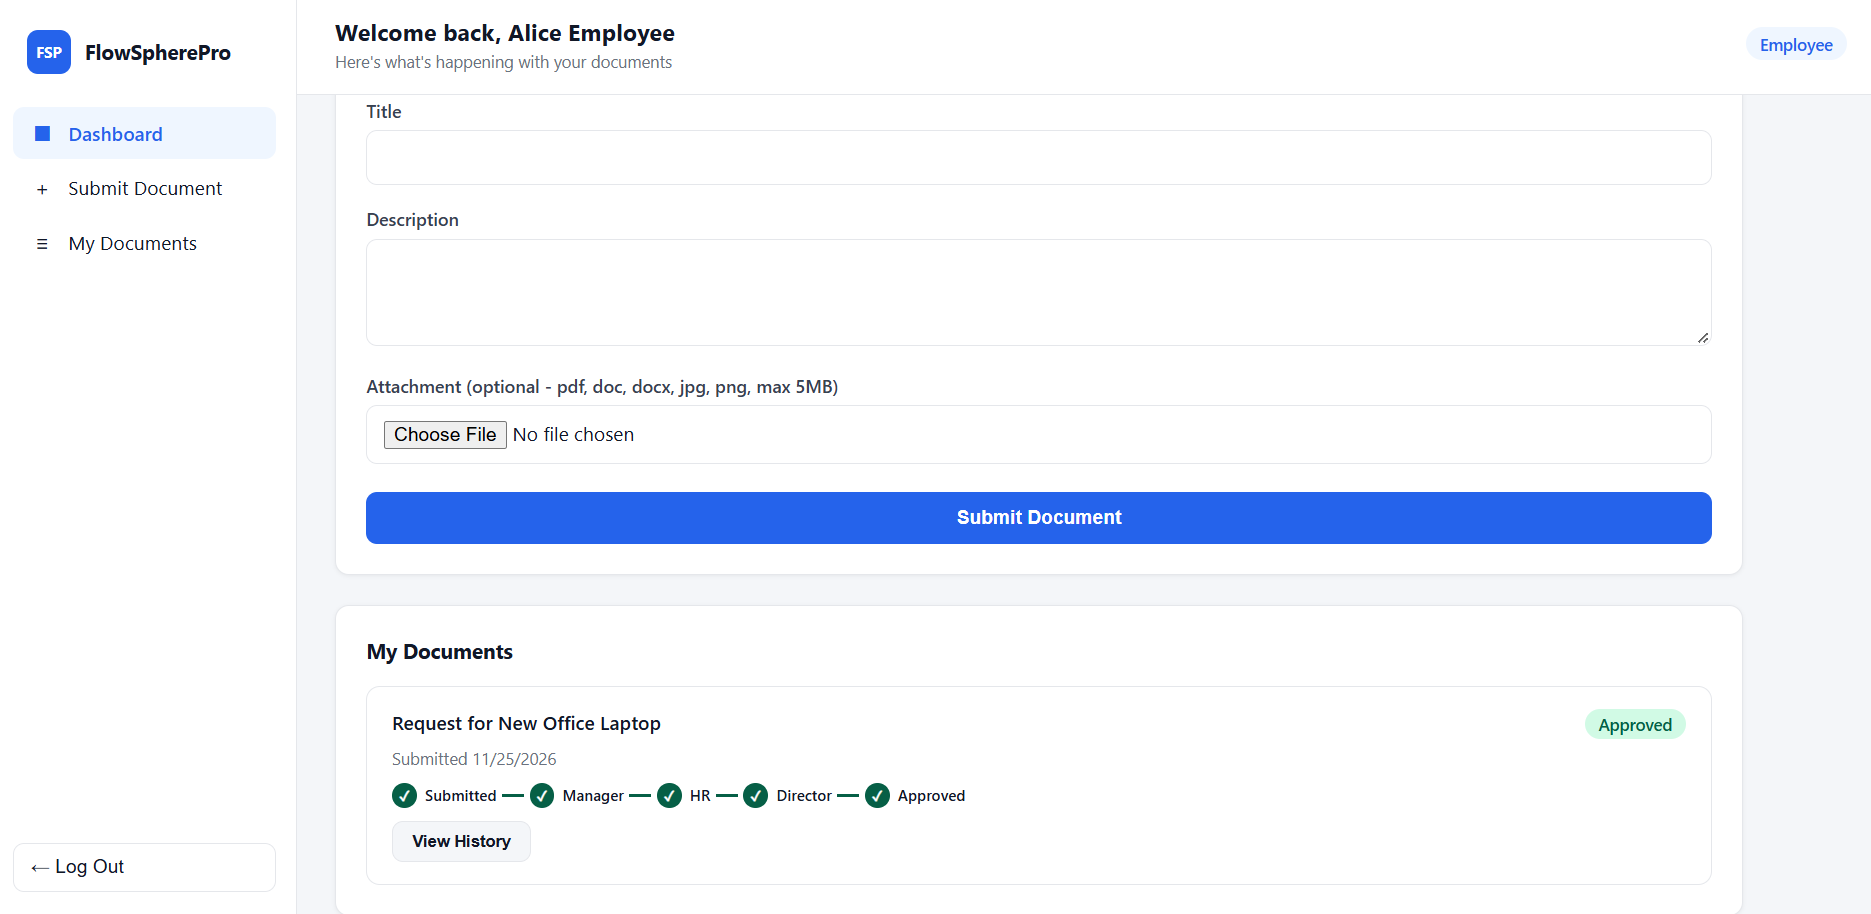 FSP
FlowSpherePro
Dashboard
+ Submit Document
☰ My Documents
← Log Out
Welcome back, Alice Employee
Here's what's happening with your documents
Employee
Title
Description
Attachment (optional - pdf, doc, docx, jpg, png, max 5MB)
Choose File No file chosen
Submit Document
My Documents
Request for New Office Laptop
Approved
Submitted 11/25/2026
✓ Submitted ✓ Manager ✓ HR ✓ Director ✓ Approved
View History